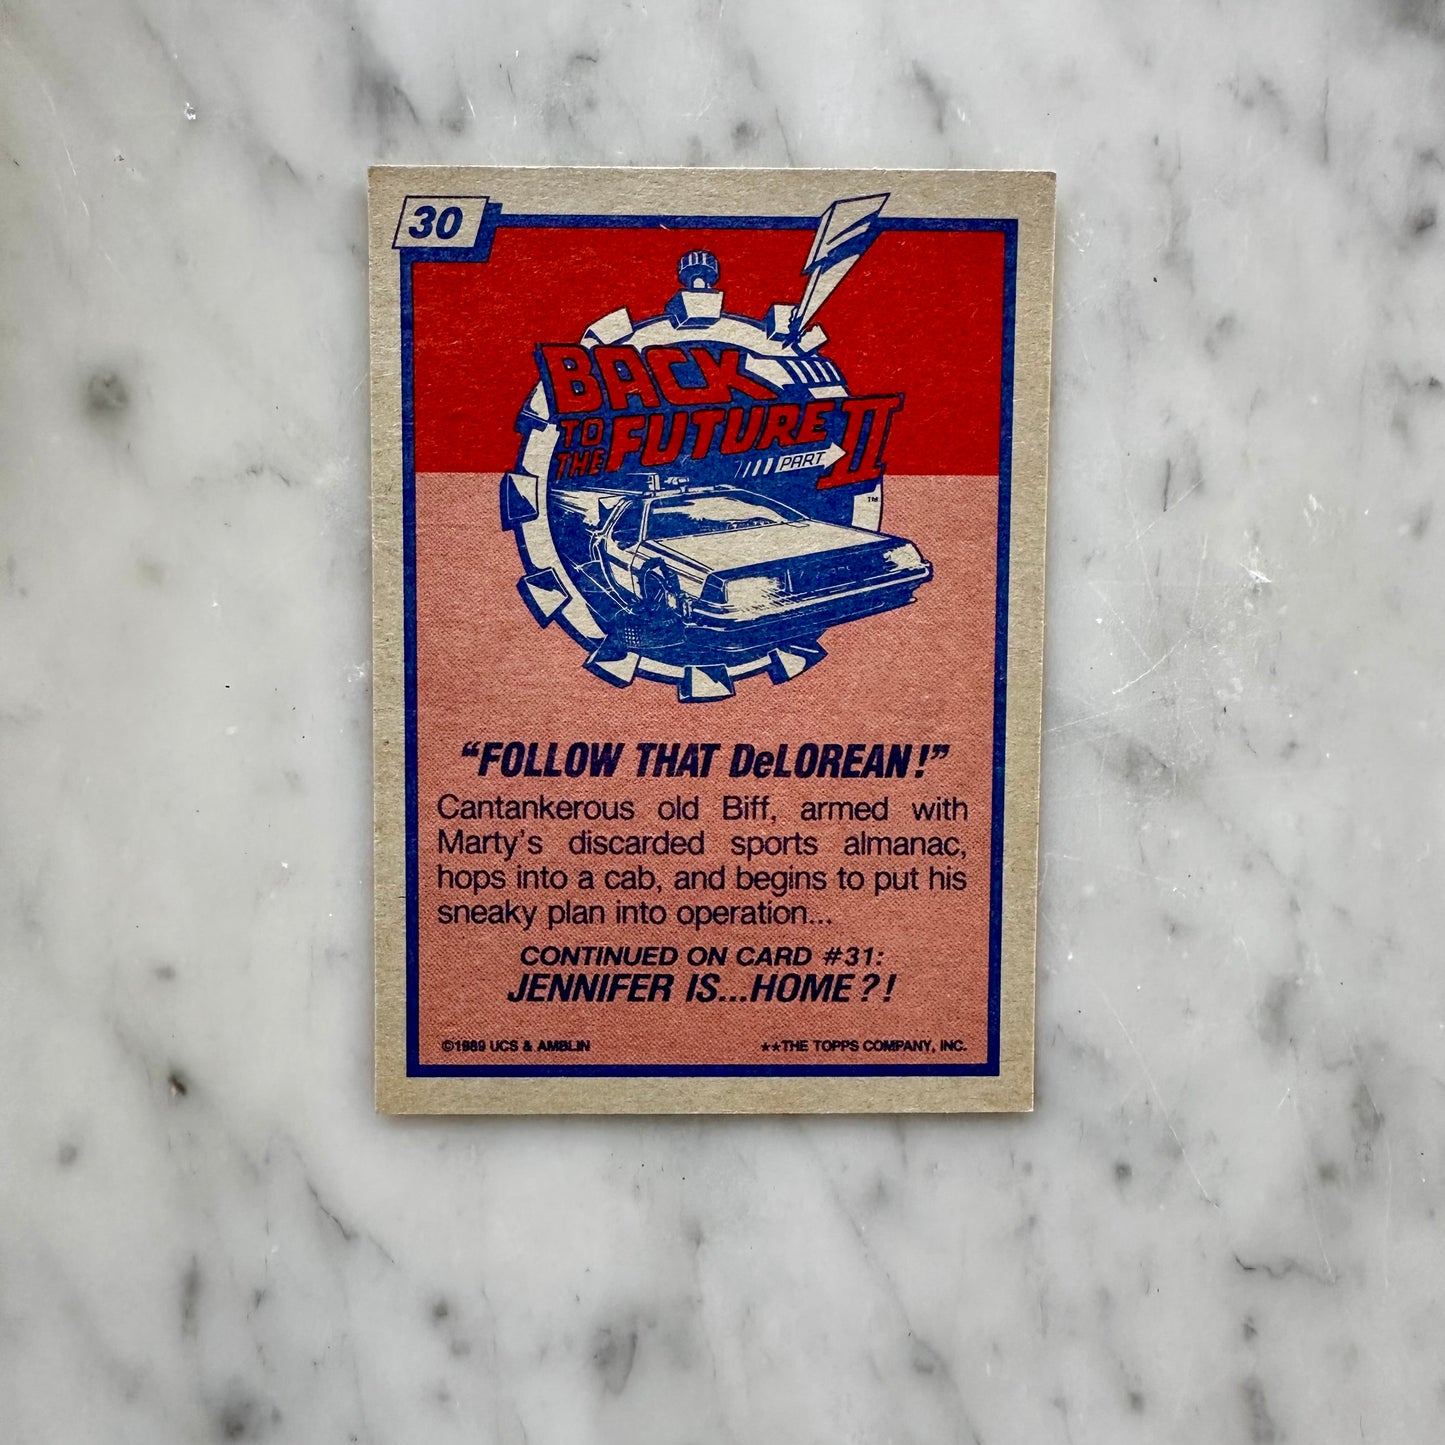 30
BACK
TO
THE FUTURE
PART II
TM
“FOLLOW THAT DeLOREAN!”
Cantankerous old Biff, armed with
Marty’s discarded sports almanac,
hops into a cab, and begins to put his
sneaky plan into operation...
CONTINUED ON CARD #31:
JENNIFER IS...HOME?!
©1989 UCS & AMBLIN
★★THE TOPPS COMPANY, INC.